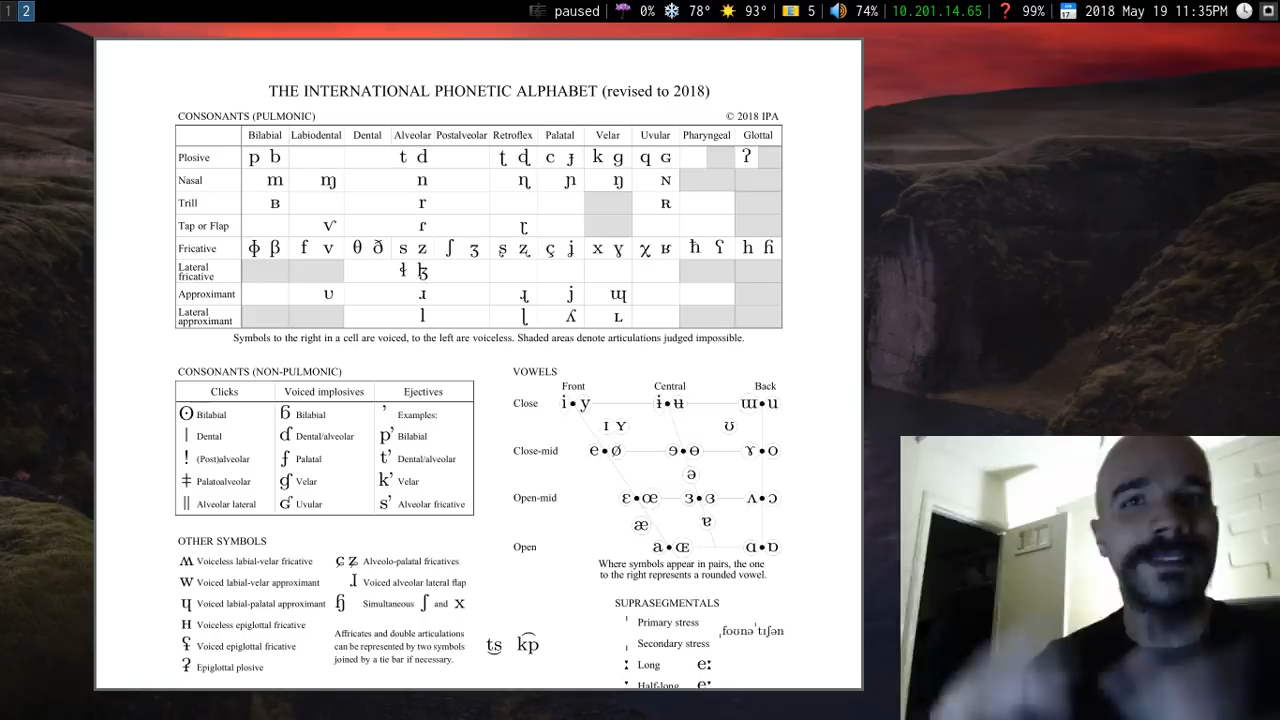 1 2 paused 0% 78° 93° 5 74% 10.201.14.65 99% 2018 May 19 11:35PM
THE INTERNATIONAL PHONETIC ALPHABET (revised to 2018)
CONSONANTS (PULMONIC) © 2018 IPA
Bilabial Labiodental Dental Alveolar Postalveolar Retroflex Palatal Velar Uvular Pharyngeal Glottal
Plosive p b t d ʈ ɖ c ɟ k ɡ q ɢ ʔ
Nasal m ɱ n ɳ ɲ ŋ ɴ
Trill ʙ r ʀ
Tap or Flap ⱱ ɾ ɽ
Fricative ɸ β f v θ ð s z ʃ ʒ ʂ ʐ ç ʝ x ɣ χ ʁ ħ ʕ h ɦ
Lateral
fricative ɬ ɮ
Approximant ʋ ɹ ɻ j ɰ
Lateral
approximant l ɭ ʎ ʟ
Symbols to the right in a cell are voiced, to the left are voiceless. Shaded areas denote articulations judged impossible.
CONSONANTS (NON-PULMONIC)
Clicks Voiced implosives Ejectives
ʘ Bilabial ɓ Bilabial ʼ Examples:
ǀ Dental ɗ Dental/alveolar pʼ Bilabial
ǃ (Post)alveolar ʄ Palatal tʼ Dental/alveolar
ǂ Palatoalveolar ɠ Velar kʼ Velar
ǁ Alveolar lateral ʛ Uvular sʼ Alveolar fricative
VOWELS
Front Central Back
Close i • y ɨ • ʉ ɯ • u
ɪ ʏ ʊ
Close-mid e • ø ɘ • ɵ ɤ • o
ə
Open-mid ɛ • œ ɜ • ɞ ʌ • ɔ
æ ɐ
Open a • ɶ ɑ • ɒ
Where symbols appear in pairs, the one
to the right represents a rounded vowel.
OTHER SYMBOLS
ʍ Voiceless labial-velar fricative ɕ ʑ Alveolo-palatal fricatives
w Voiced labial-velar approximant ɺ Voiced alveolar lateral flap
ɥ Voiced labial-palatal approximant ɧ Simultaneous ʃ and x
ʜ Voiceless epiglottal fricative
ʢ Voiced epiglottal fricative
ʡ Epiglottal plosive
Affricates and double articulations
can be represented by two symbols
joined by a tie bar if necessary.
t͜s k͡p
SUPRASEGMENTALS
ˈ Primary stress ˌfoʊnəˈtɪʃən
ˌ Secondary stress
ː Long eː
ˑ Half-long eˑ